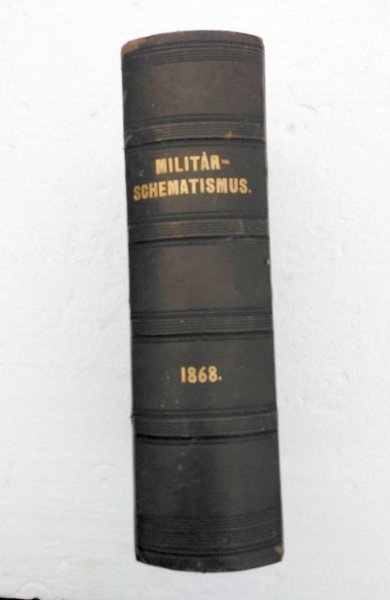 MILITÄR-
SCHEMATISMUS.
1868.